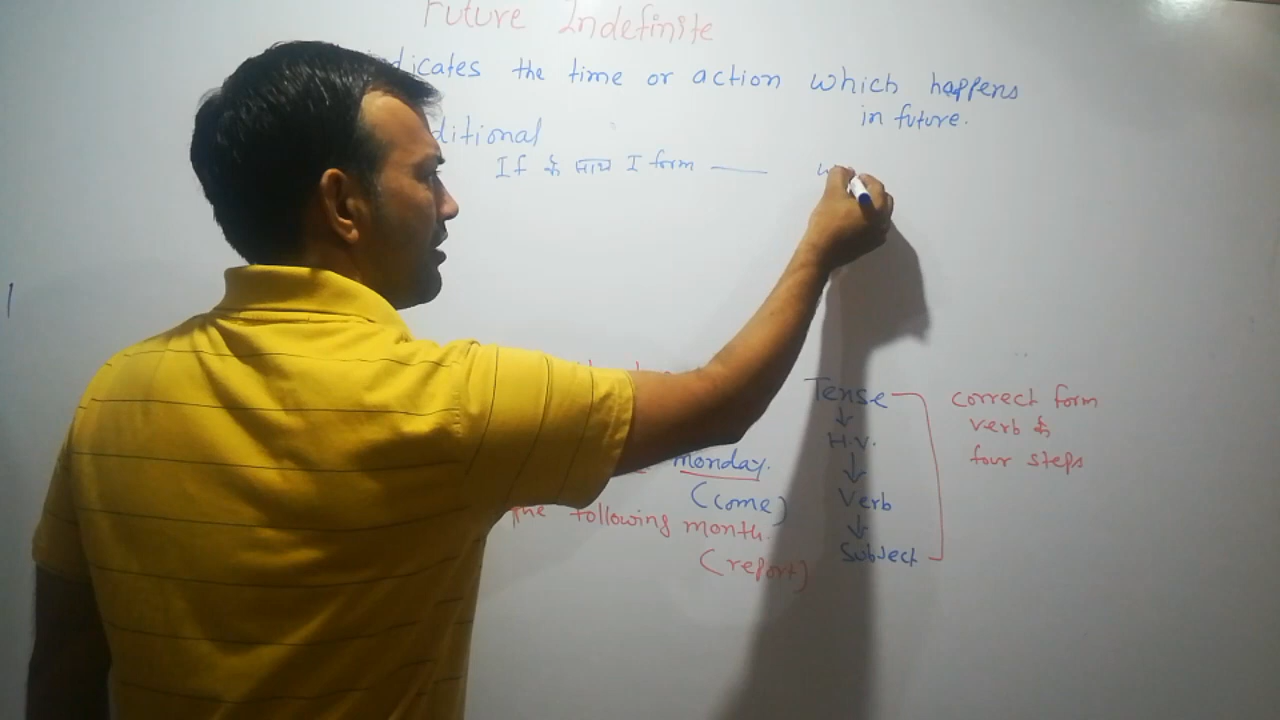 Future Indefinite
dicates the time or action which happens
in future.
ditional
If के साथ I form —— w
Tense
correct form
verb के
four steps
H.V.
monday.
(come)
Verb
the following month.
Subject
(report)